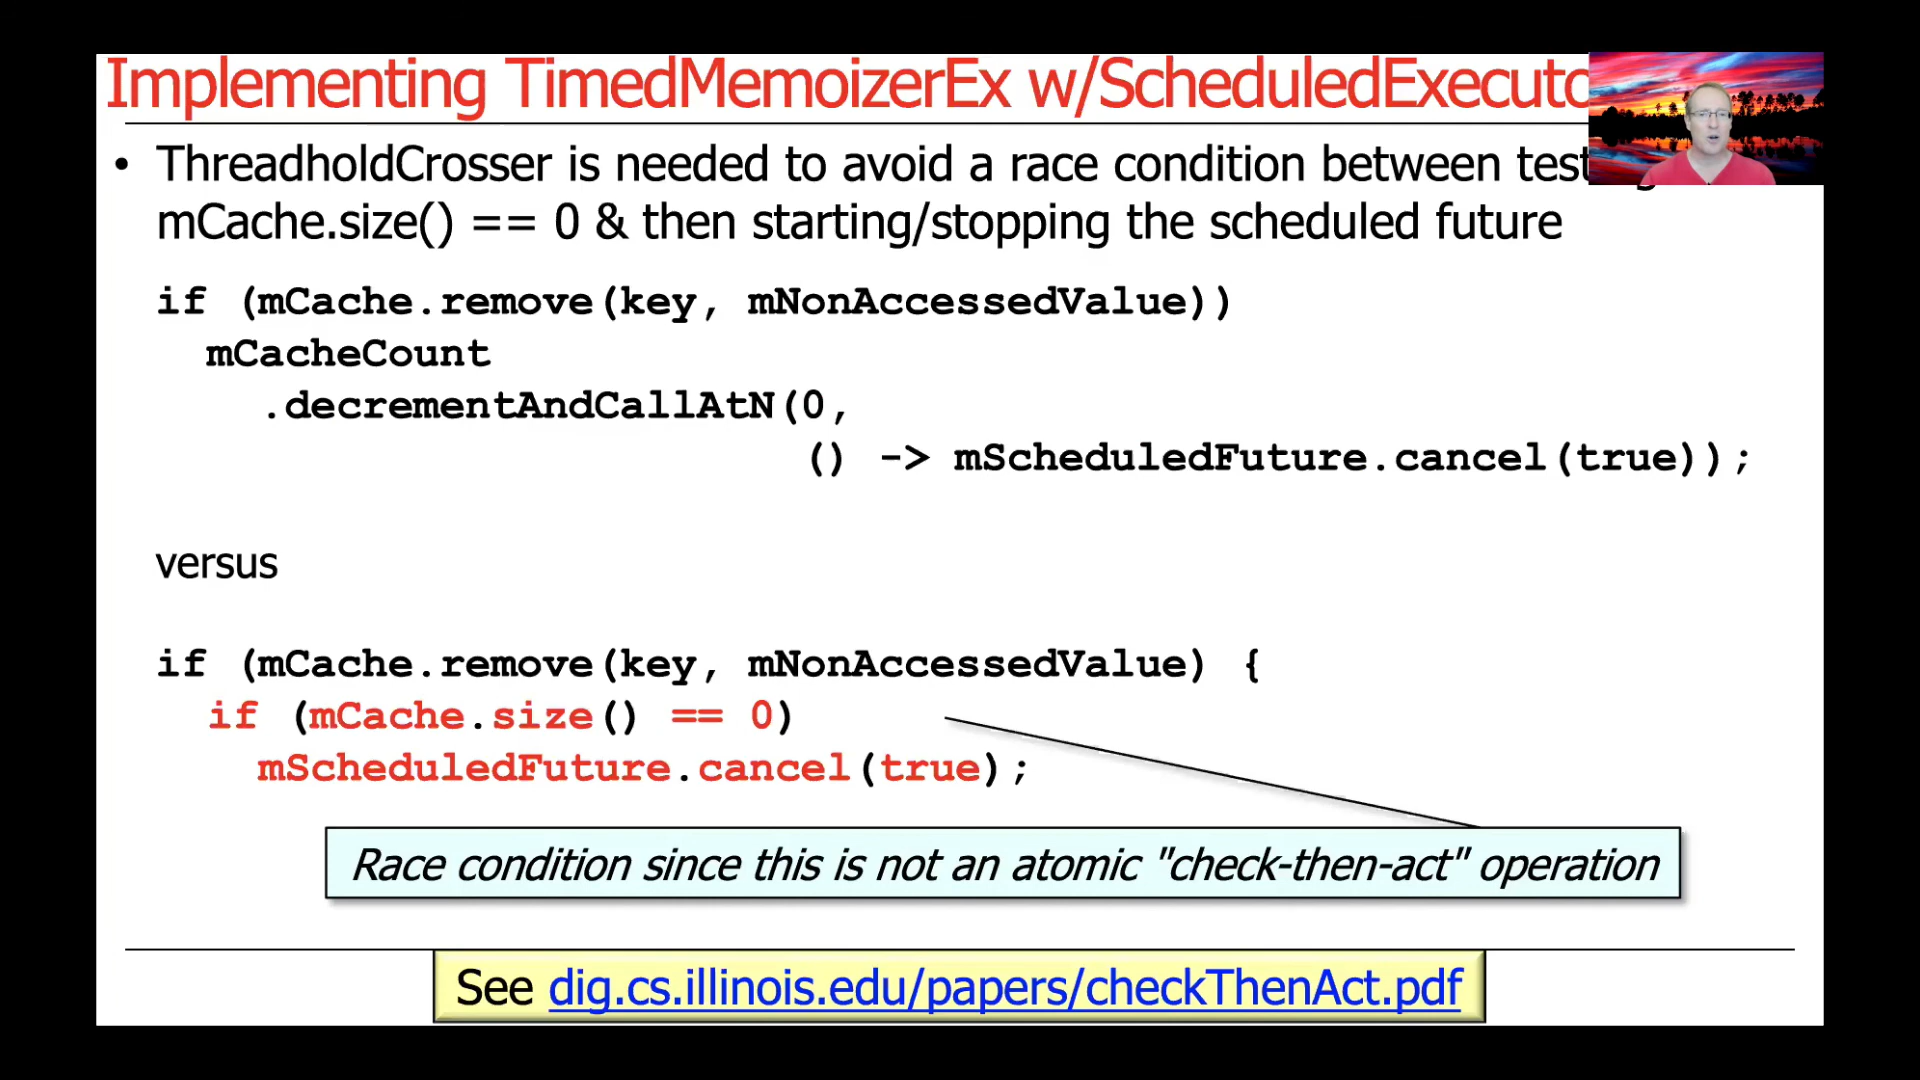 Implementing TimedMemoizerEx w/ScheduledExecuto
• ThreadholdCrosser is needed to avoid a race condition between
mCache.size() == 0 & then starting/stopping the scheduled future
if (mCache.remove(key, mNonAccessedValue))
mCacheCount
.decrementAndCallAtN(0,
() -> mScheduledFuture.cancel(true));
versus
if (mCache.remove(key, mNonAccessedValue) {
if (mCache.size() == 0)
mScheduledFuture.cancel(true);
Race condition since this is not an atomic "check-then-act" operation
See dig.cs.illinois.edu/papers/checkThenAct.pdf